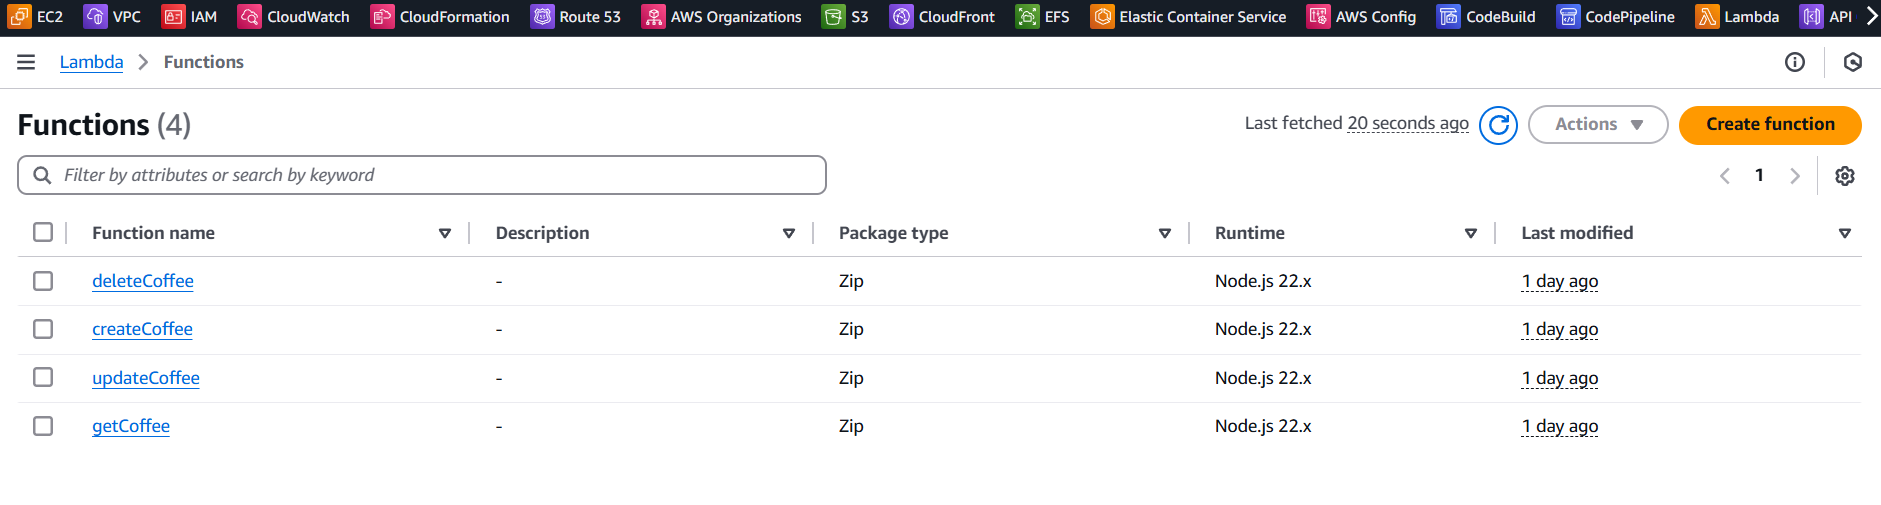 EC2 VPC IAM CloudWatch CloudFormation Route 53 AWS Organizations S3 CloudFront EFS Elastic Container Service AWS Config CodeBuild CodePipeline Lambda API
Lambda Functions
Functions (4) Last fetched 20 seconds ago Actions Create function
Filter by attributes or search by keyword 1
Function name Description Package type Runtime Last modified
deleteCoffee - Zip Node.js 22.x 1 day ago
createCoffee - Zip Node.js 22.x 1 day ago
updateCoffee - Zip Node.js 22.x 1 day ago
getCoffee - Zip Node.js 22.x 1 day ago